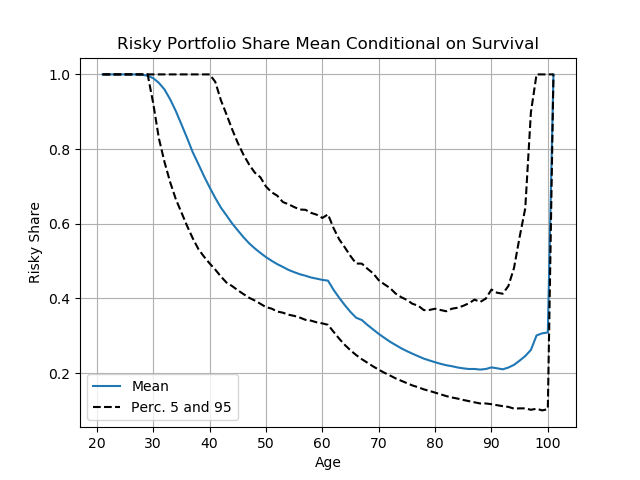 Risky Portfolio Share Mean Conditional on Survival
1.0
0.8
0.6
0.4
0.2
Risky Share
Mean
Perc. 5 and 95
20 30 40 50 60 70 80 90 100
Age